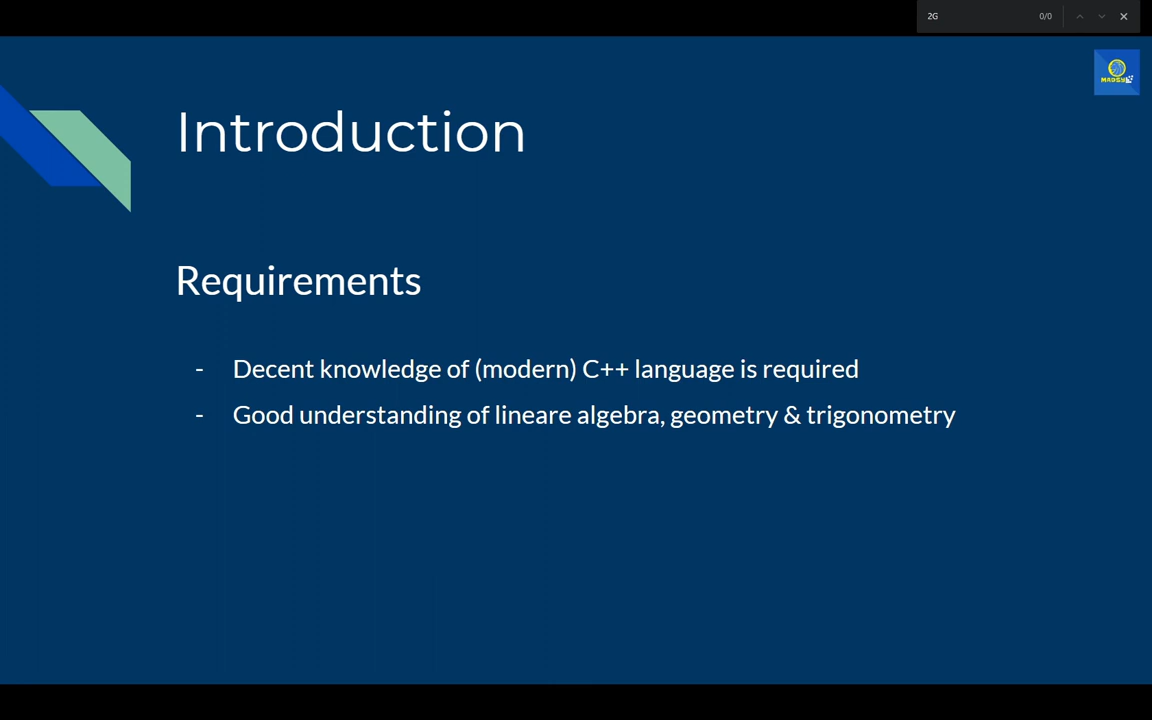 2G 0/0
MADSY
Introduction
Requirements
- Decent knowledge of (modern) C++ language is required
- Good understanding of lineare algebra, geometry & trigonometry